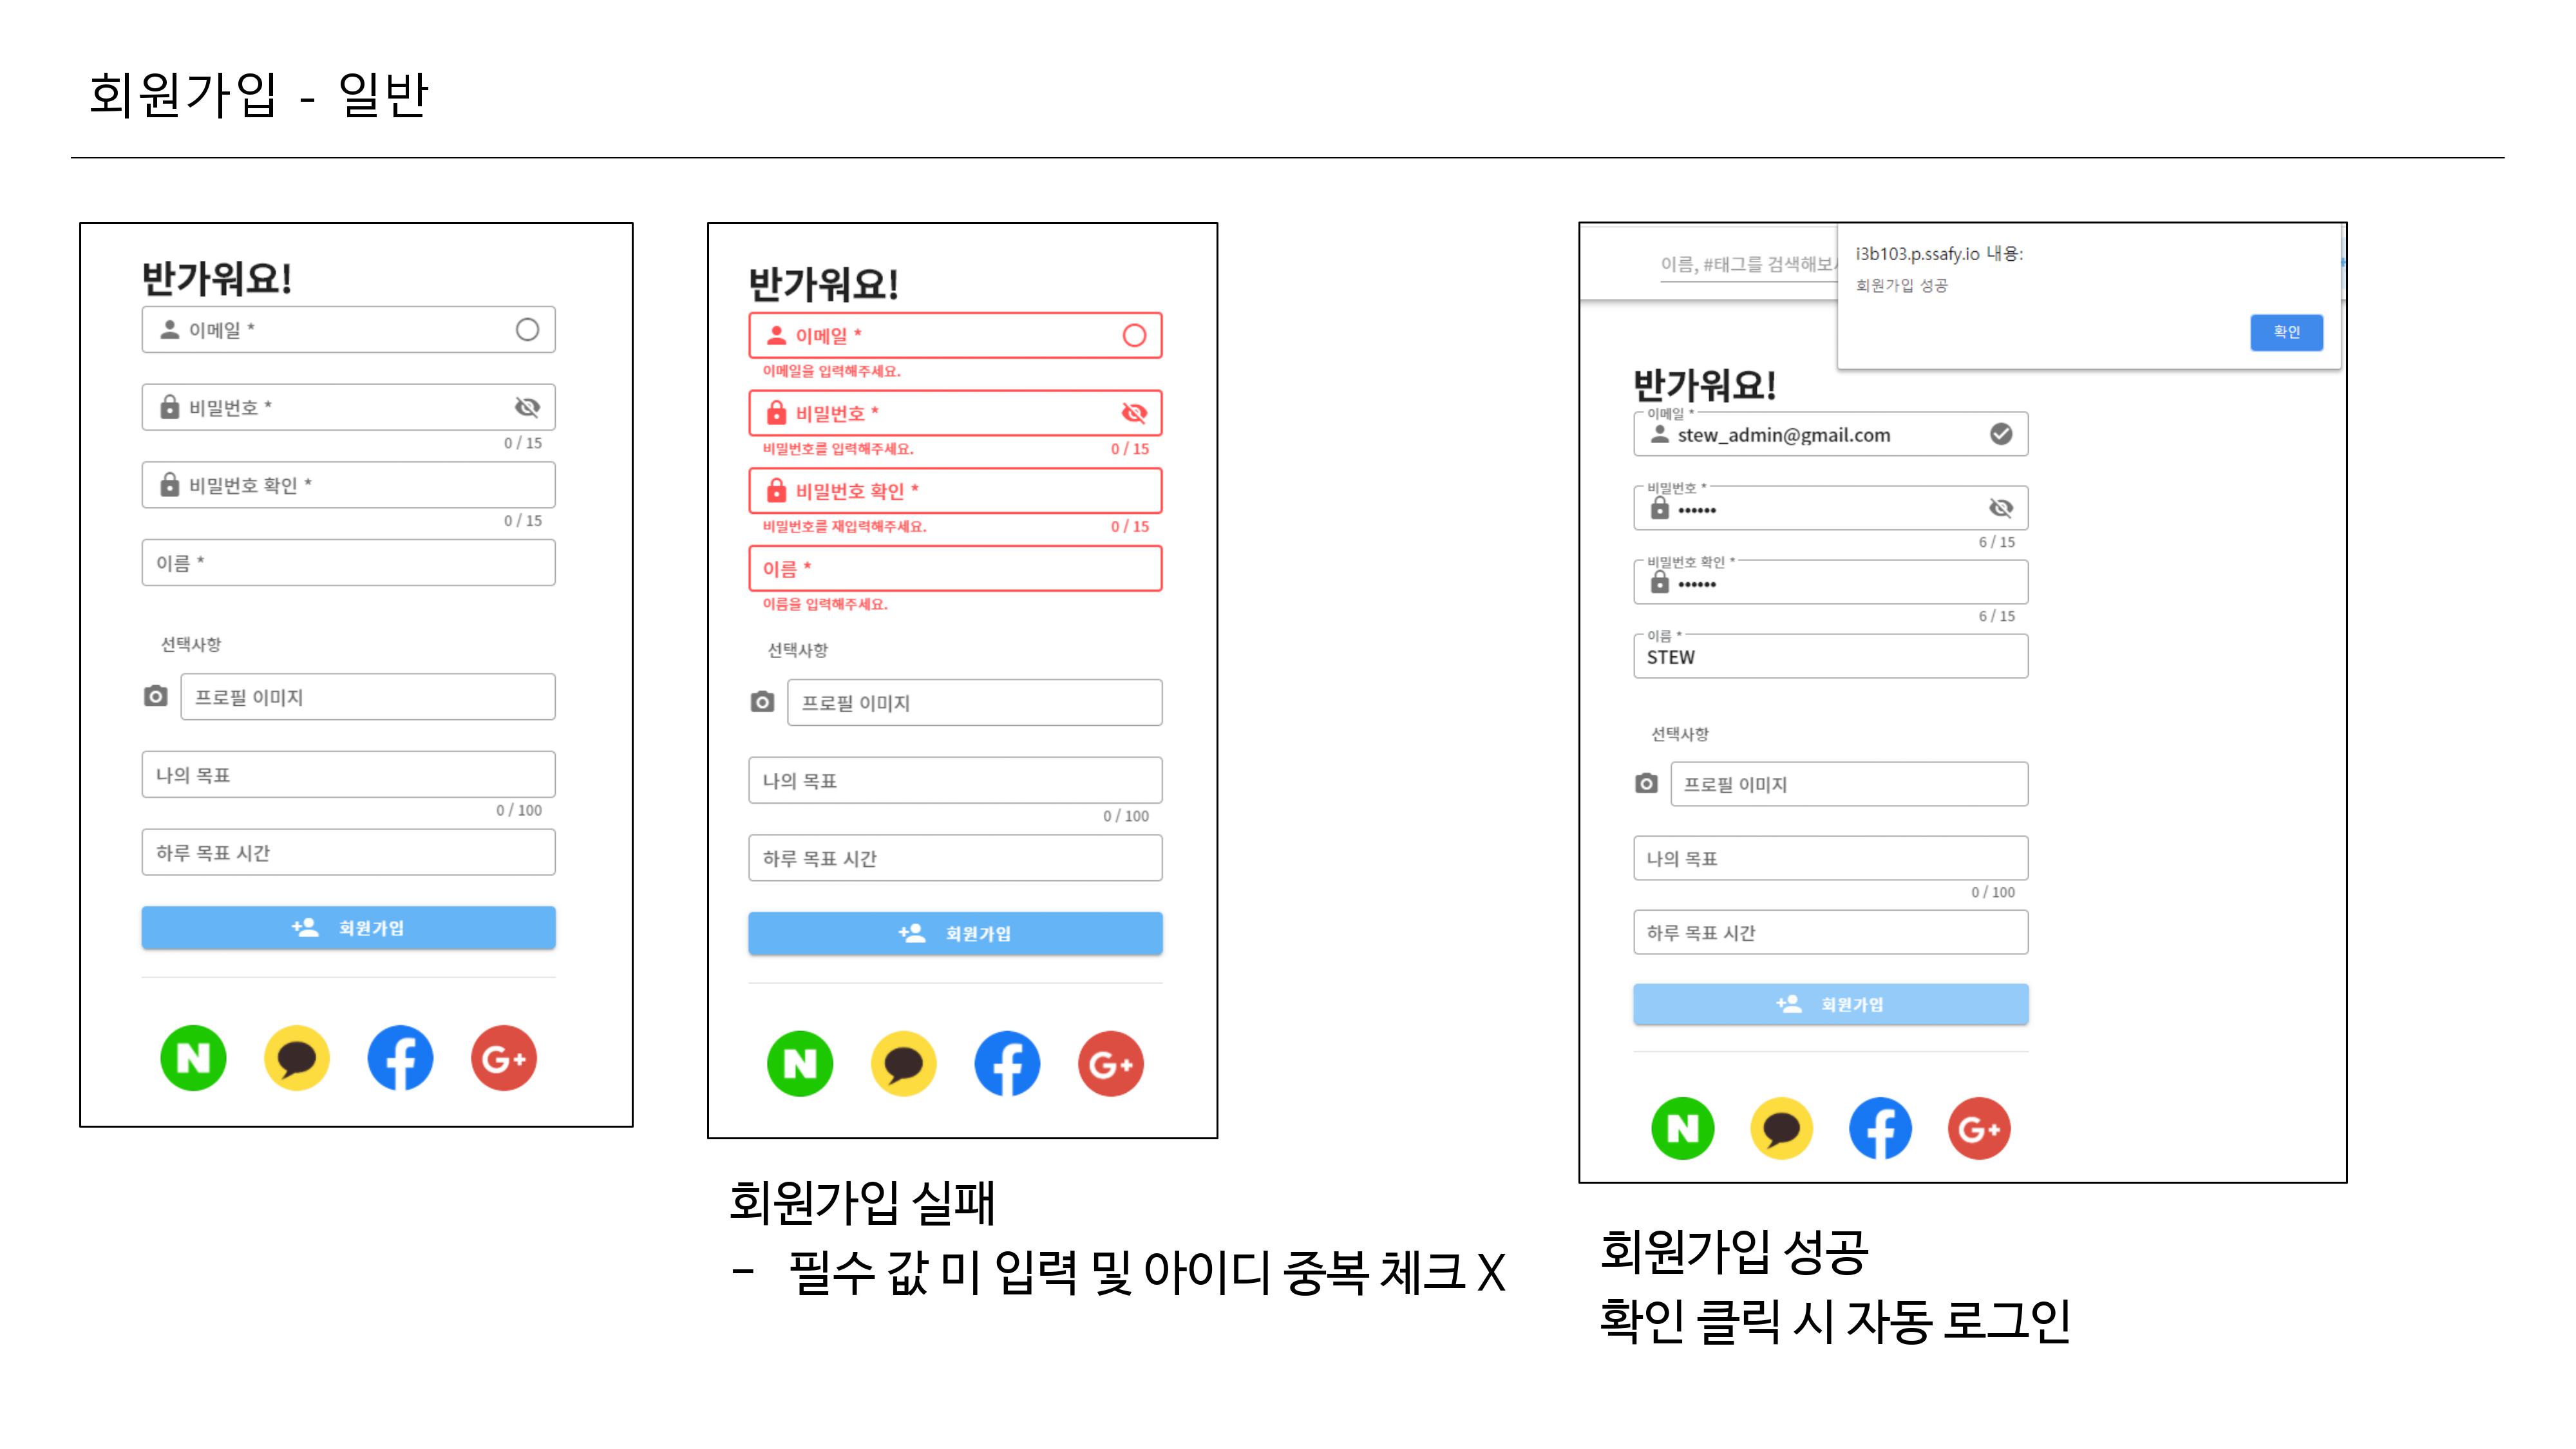 회원가입 - 일반
반가워요!
이메일 *
비밀번호 *
0 / 15
비밀번호 확인 *
0 / 15
이름 *
선택사항
프로필 이미지
나의 목표
0 / 100
하루 목표 시간
회원가입
N
f
G+
반가워요!
이메일 *
이메일을 입력해주세요.
비밀번호 *
비밀번호를 입력해주세요.
0 / 15
비밀번호 확인 *
비밀번호를 재입력해주세요.
0 / 15
이름 *
이름을 입력해주세요.
선택사항
프로필 이미지
나의 목표
0 / 100
하루 목표 시간
회원가입
N
f
G+
회원가입 실패
- 필수 값 미 입력 및 아이디 중복 체크 X
이름, #태그를 검색해보
i3b103.p.ssafy.io 내용:
회원가입 성공
확인
반가워요!
이메일 *
stew_admin@gmail.com
비밀번호 *
••••••
6 / 15
비밀번호 확인 *
••••••
6 / 15
이름 *
STEW
선택사항
프로필 이미지
나의 목표
0 / 100
하루 목표 시간
회원가입
N
f
G+
회원가입 성공
확인 클릭 시 자동 로그인